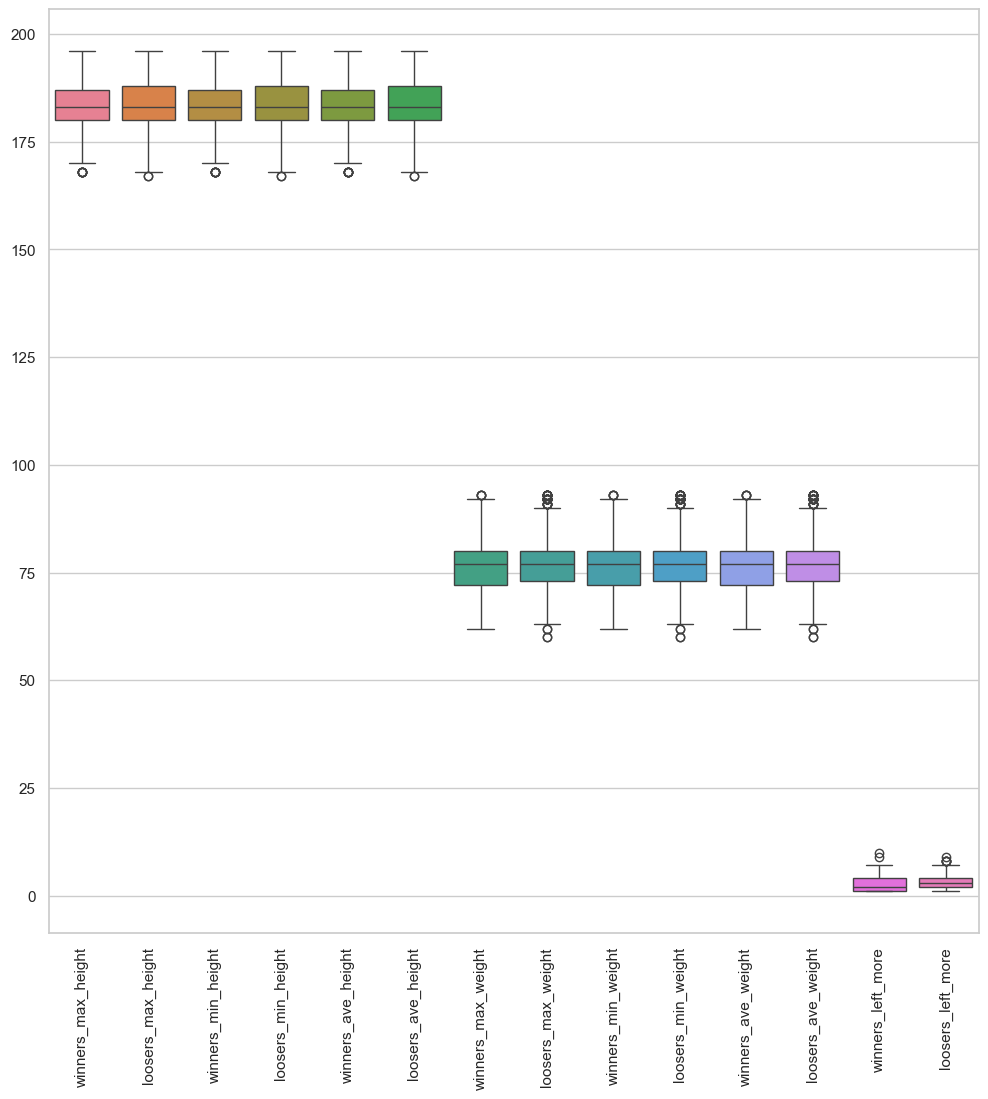 200
175
150
125
100
75
50
25
0
winners_max_height
loosers_max_height
winners_min_height
loosers_min_height
winners_ave_height
loosers_ave_height
winners_max_weight
loosers_max_weight
winners_min_weight
loosers_min_weight
winners_ave_weight
loosers_ave_weight
winners_left_more
loosers_left_more